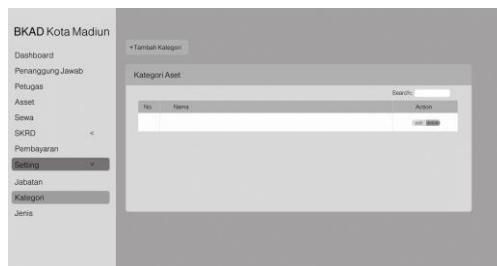 BKAD Kota Madiun
Dashboard
Penanggung Jawab
Petugas
Asset
Sewa
SKRD <
Pembayaran
Setting v
Jabatan
Kategori
Jenis
+Tambah Kategori
Kategori Aset
Search:
No Nama Action
edit